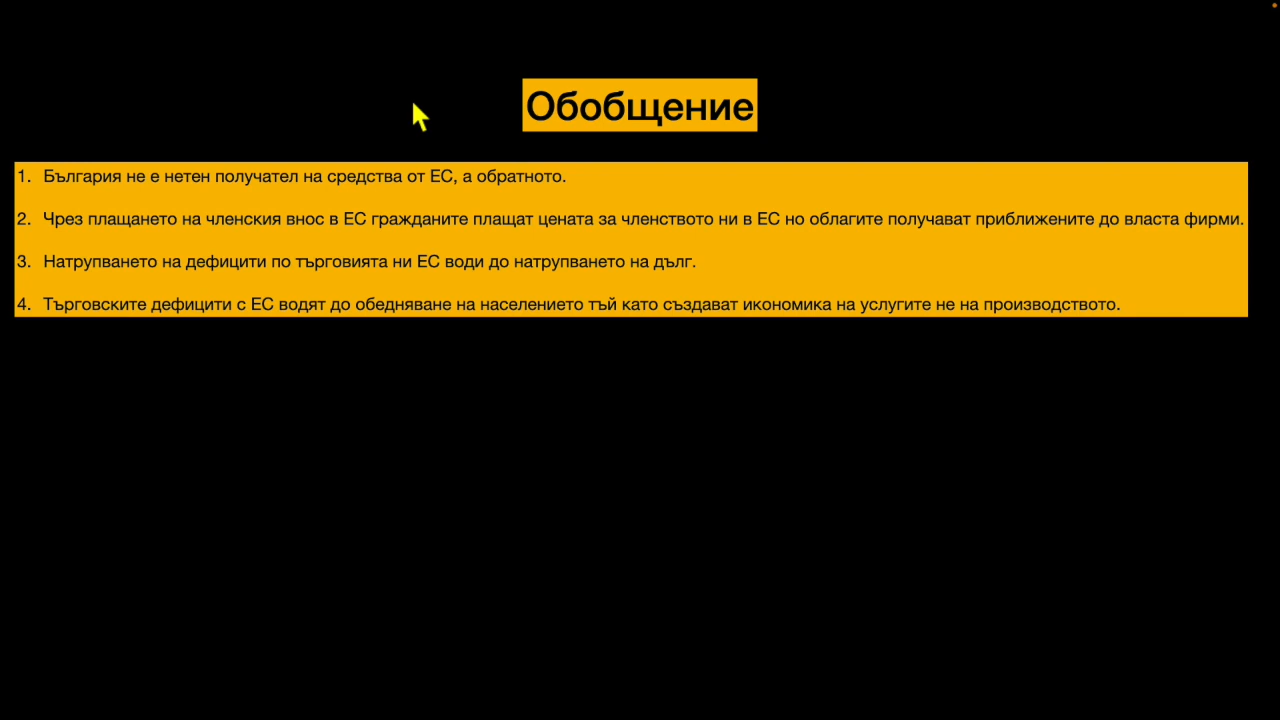 Обобщение
1. България не е нетен получател на средства от ЕС, а обратното.
2. Чрез плащането на членския внос в ЕС гражданите плащат цената за членството ни в ЕС но облагите получават приближените до власта фирми.
3. Натрупването на дефицити по търговията ни ЕС води до натрупването на дълг.
4. Търговските дефицити с ЕС водят до обедняване на населението тъй като създават икономика на услугите не на производството.